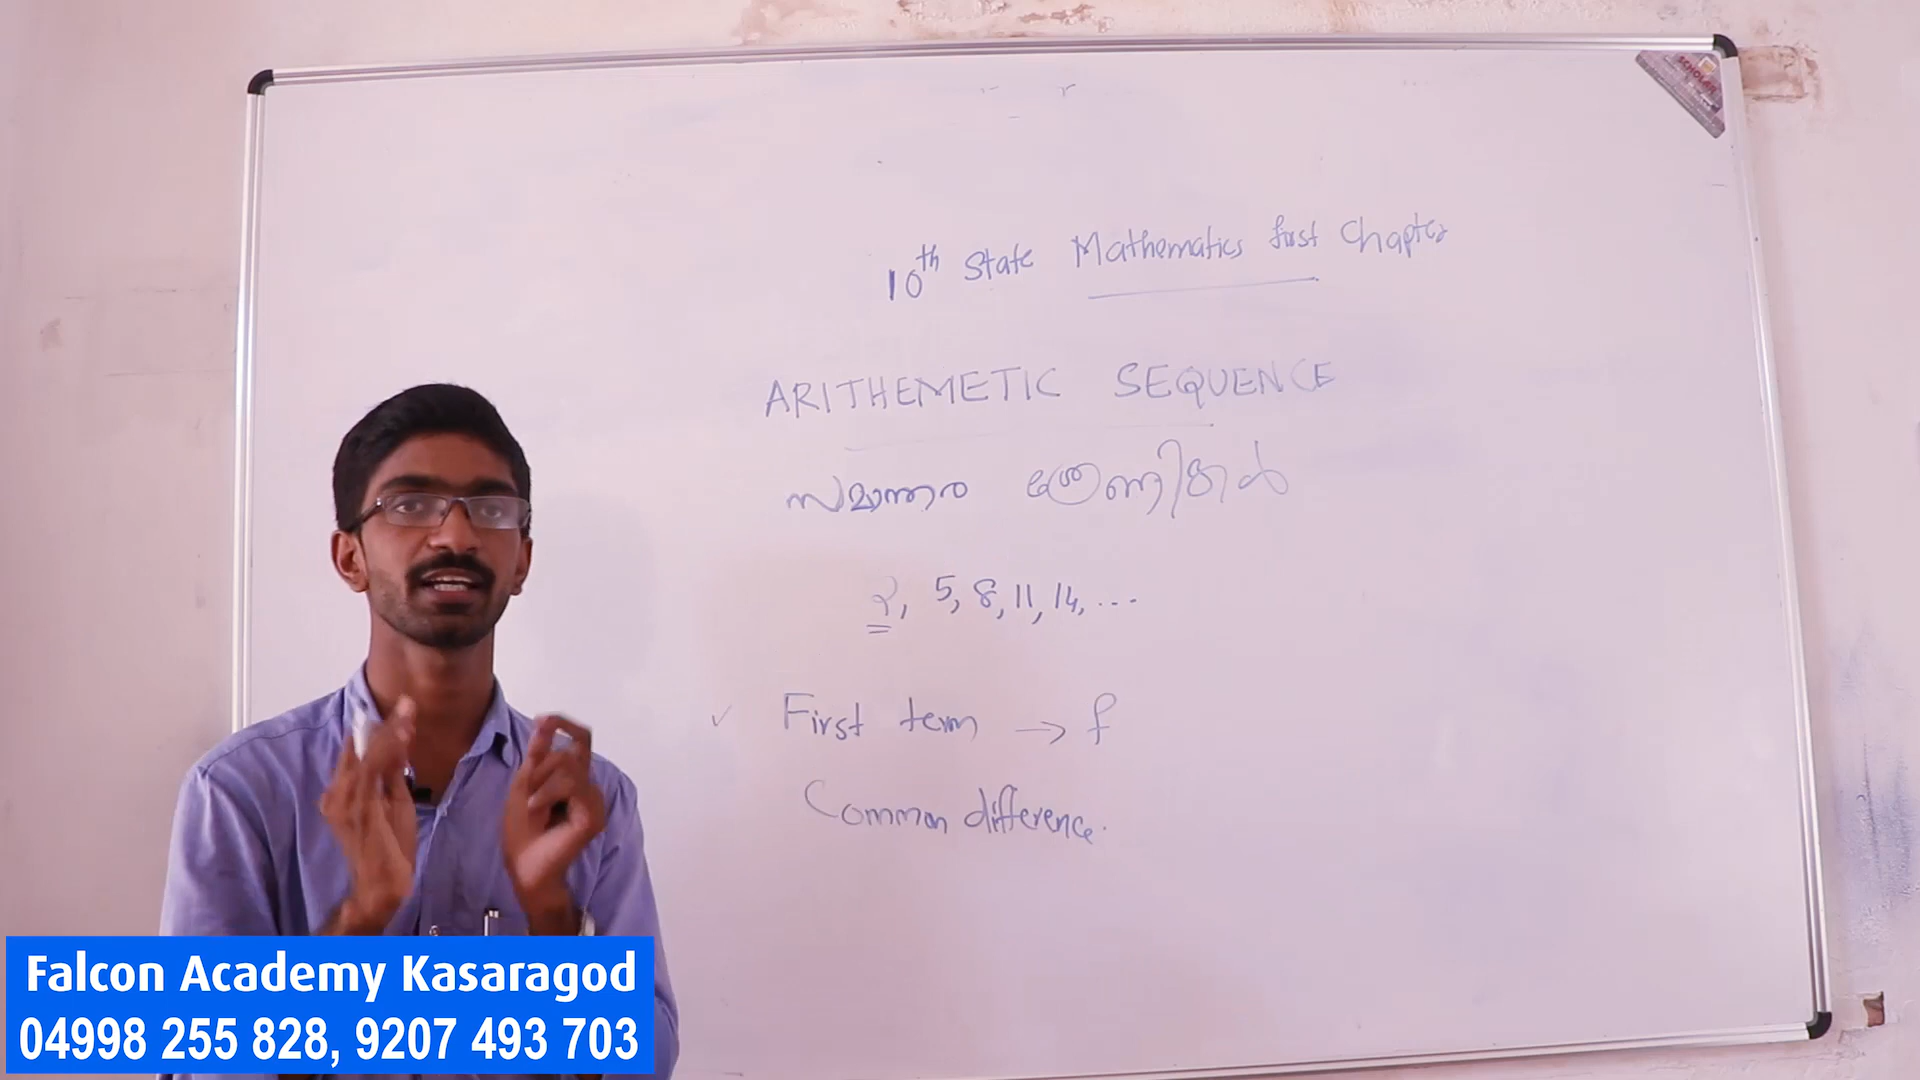 SCHOLAR
10th State Mathematics first Chapter
ARITHEMETIC SEQUENCE
സമാന്തര ശ്രേണികൾ
2, 5, 8, 11, 14, ...
✓ First term → f
Common difference.
Falcon Academy Kasaragod
04998 255 828, 9207 493 703